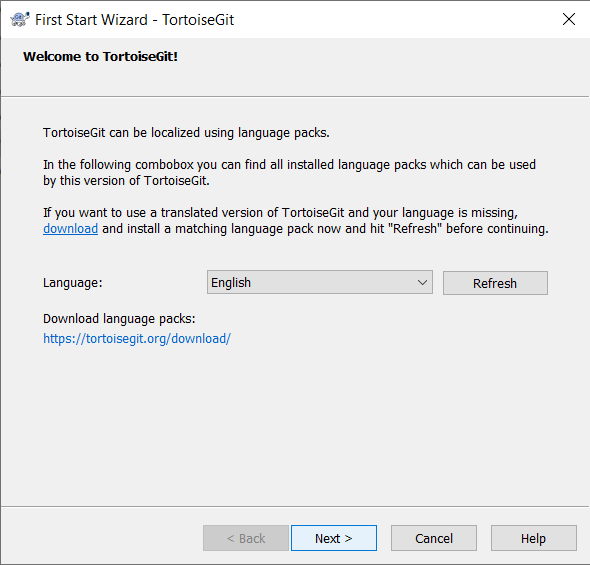 First Start Wizard - TortoiseGit
Welcome to TortoiseGit!
TortoiseGit can be localized using language packs.
In the following combobox you can find all installed language packs which can be used
by this version of TortoiseGit.
If you want to use a translated version of TortoiseGit and your language is missing,
download and install a matching language pack now and hit "Refresh" before continuing.
Language: English Refresh
Download language packs:
https://tortoisegit.org/download/
< Back Next > Cancel Help